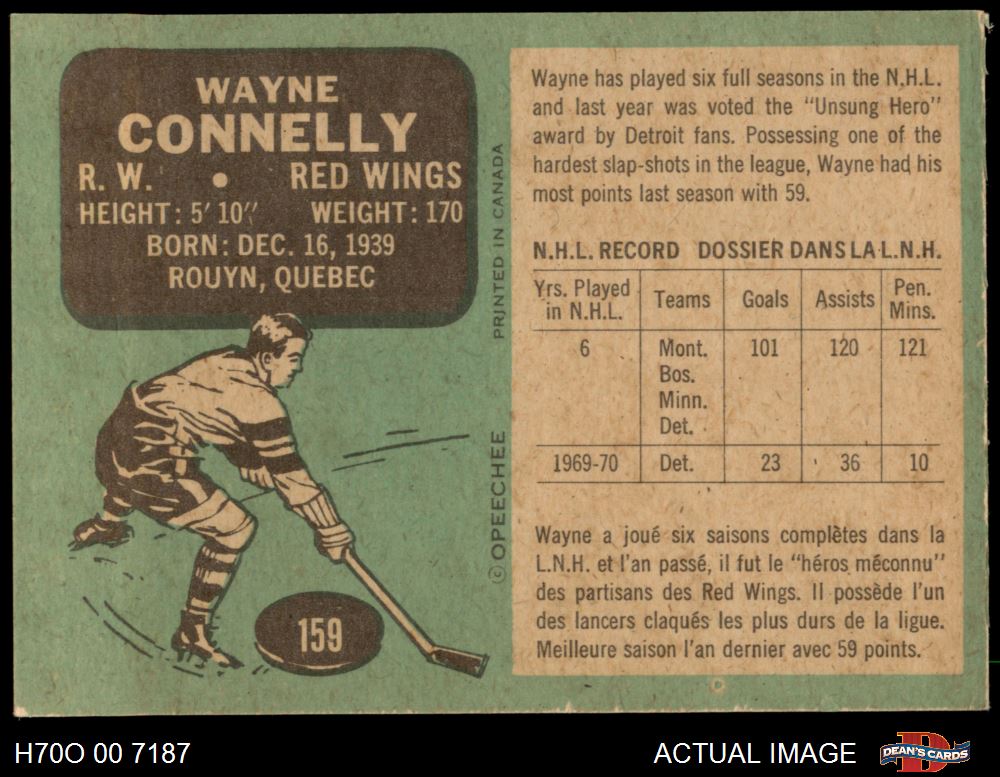 WAYNE
CONNELLY
R. W. • RED WINGS
HEIGHT: 5' 10" WEIGHT: 170
BORN: DEC. 16, 1939
ROUYN, QUEBEC
159
PRINTED IN CANADA
© OPEECHEE
Wayne has played six full seasons in the N.H.L.
and last year was voted the "Unsung Hero"
award by Detroit fans. Possessing one of the
hardest slap-shots in the league, Wayne had his
most points last season with 59.
N.H.L. RECORD DOSSIER DANS LA L.N.H.
Yrs. Played in N.H.L. Teams Goals Assists Pen. Mins.
6 Mont. 101 120 121
Bos.
Minn.
Det.
1969-70 Det. 23 36 10
Wayne a joué six saisons complètes dans la
L.N.H. et l'an passé, il fut le "héros méconnu"
des partisans des Red Wings. Il possède l'un
des lancers claqués les plus durs de la ligue.
Meilleure saison l'an dernier avec 59 points.
H70O 00 7187 ACTUAL IMAGE DEAN'S CARDS